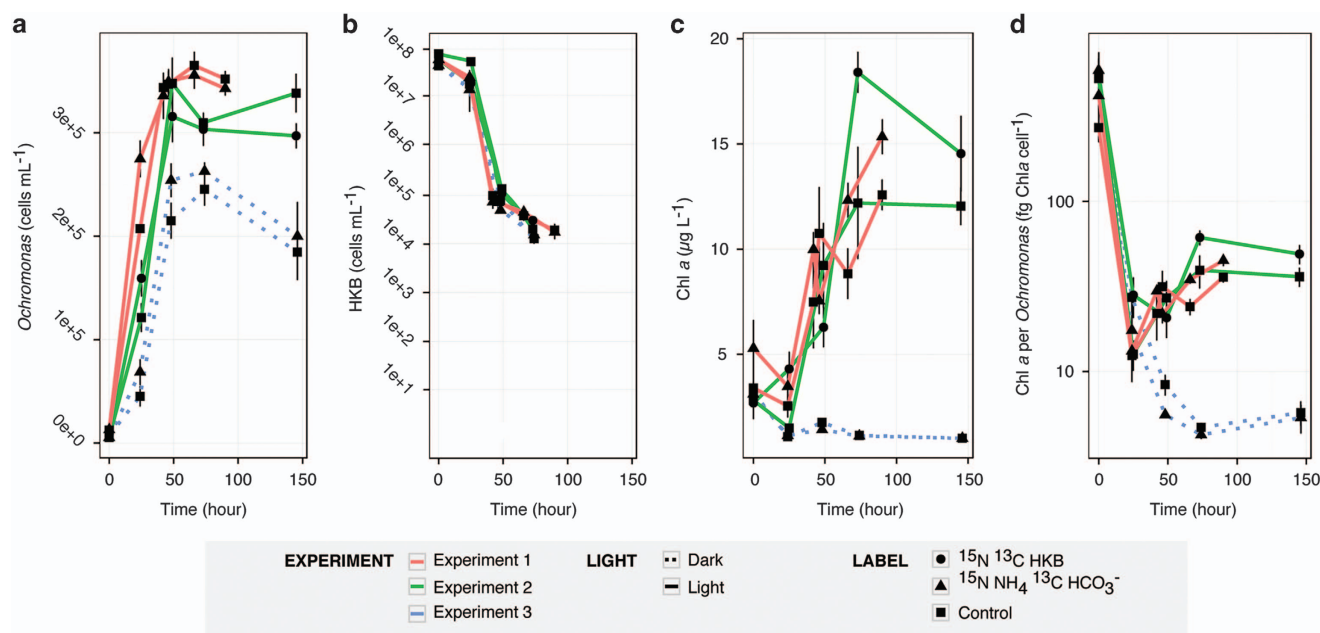 a
b
c
d
Ochromonas (cells mL⁻¹)
3e+5
2e+5
1e+5
0e+0
0 50 100 150
Time (hour)
HKB (cells mL⁻¹)
1e+8
1e+7
1e+6
1e+5
1e+4
1e+3
1e+2
1e+1
0 50 100 150
Time (hour)
Chl a (µg L⁻¹)
20
15
10
5
0 50 100 150
Time (hour)
Chl a per Ochromonas (fg Chla cell⁻¹)
100
10
0 50 100 150
Time (hour)
EXPERIMENT
Experiment 1
Experiment 2
Experiment 3
LIGHT
Dark
Light
LABEL
¹⁵N ¹³C HKB
¹⁵N NH₄ ¹³C HCO₃⁻
Control